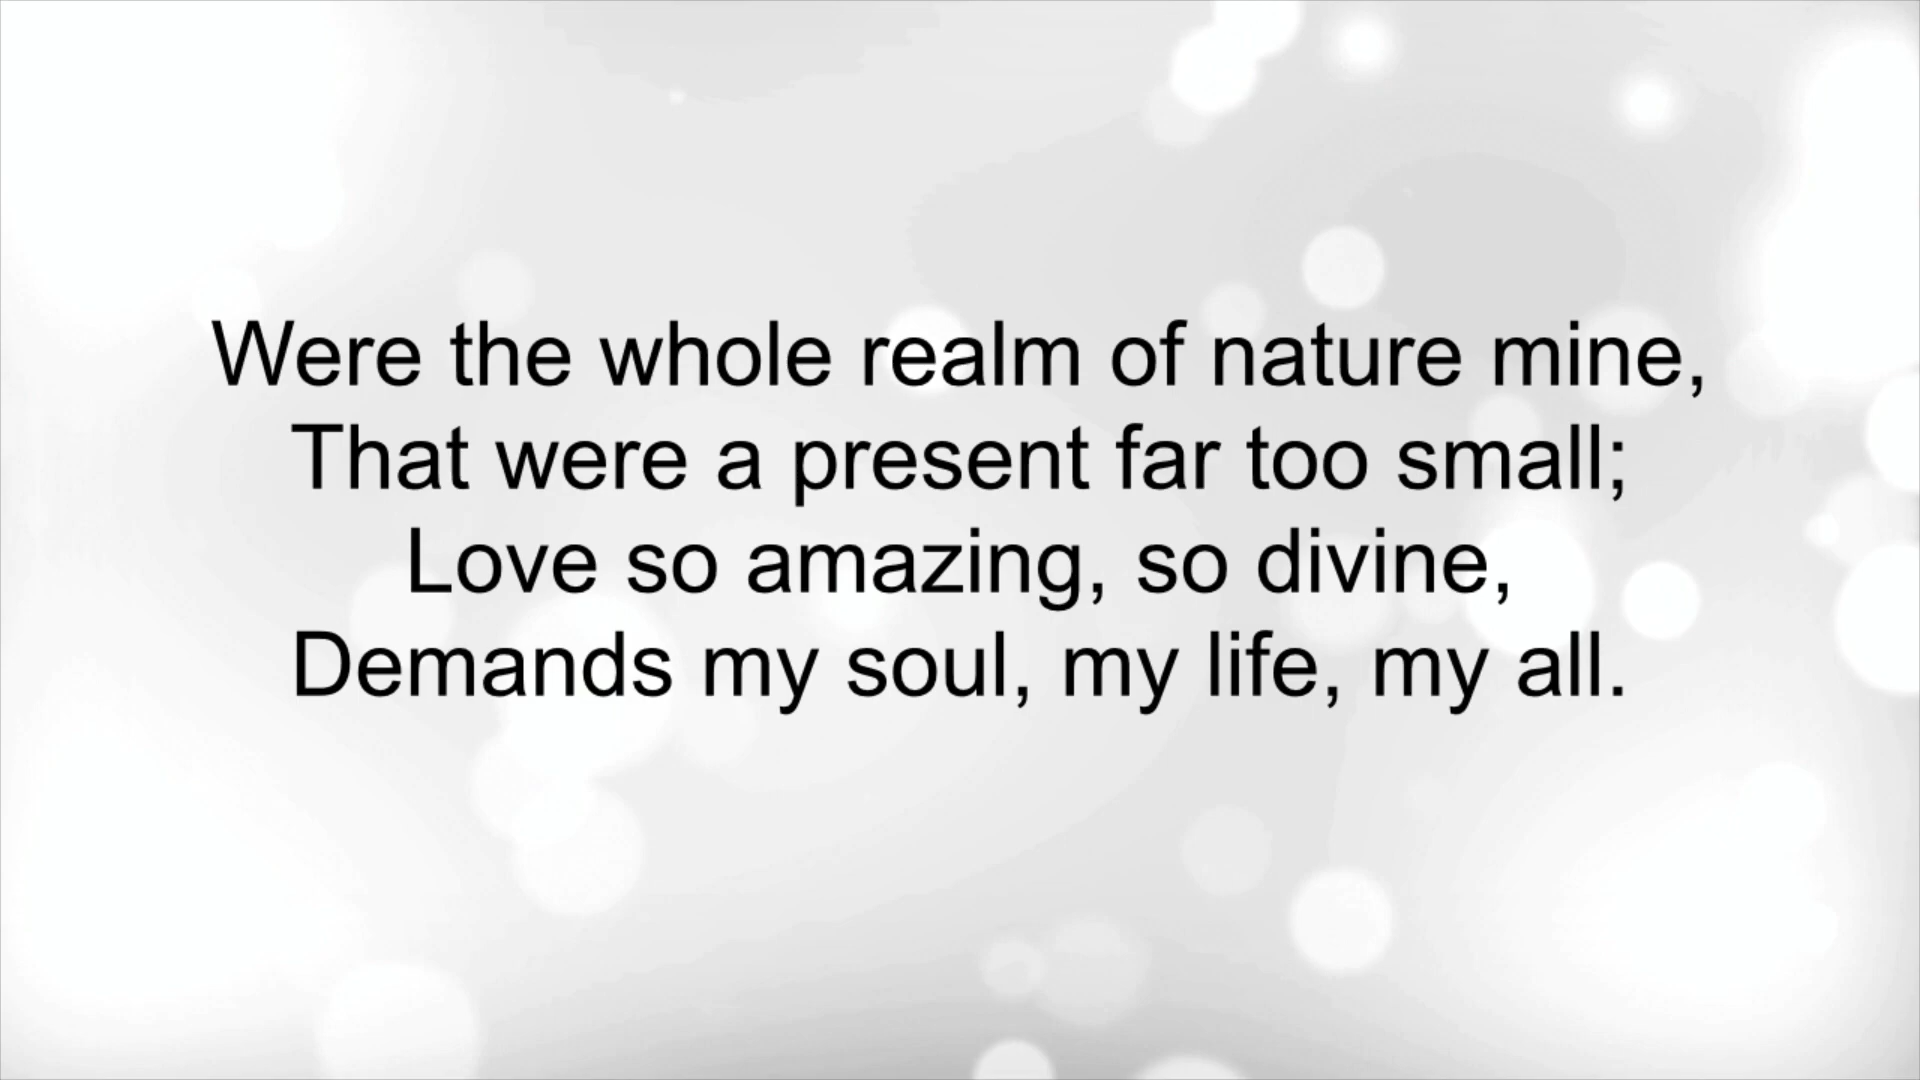 Were the whole realm of nature mine,
That were a present far too small;
Love so amazing, so divine,
Demands my soul, my life, my all.